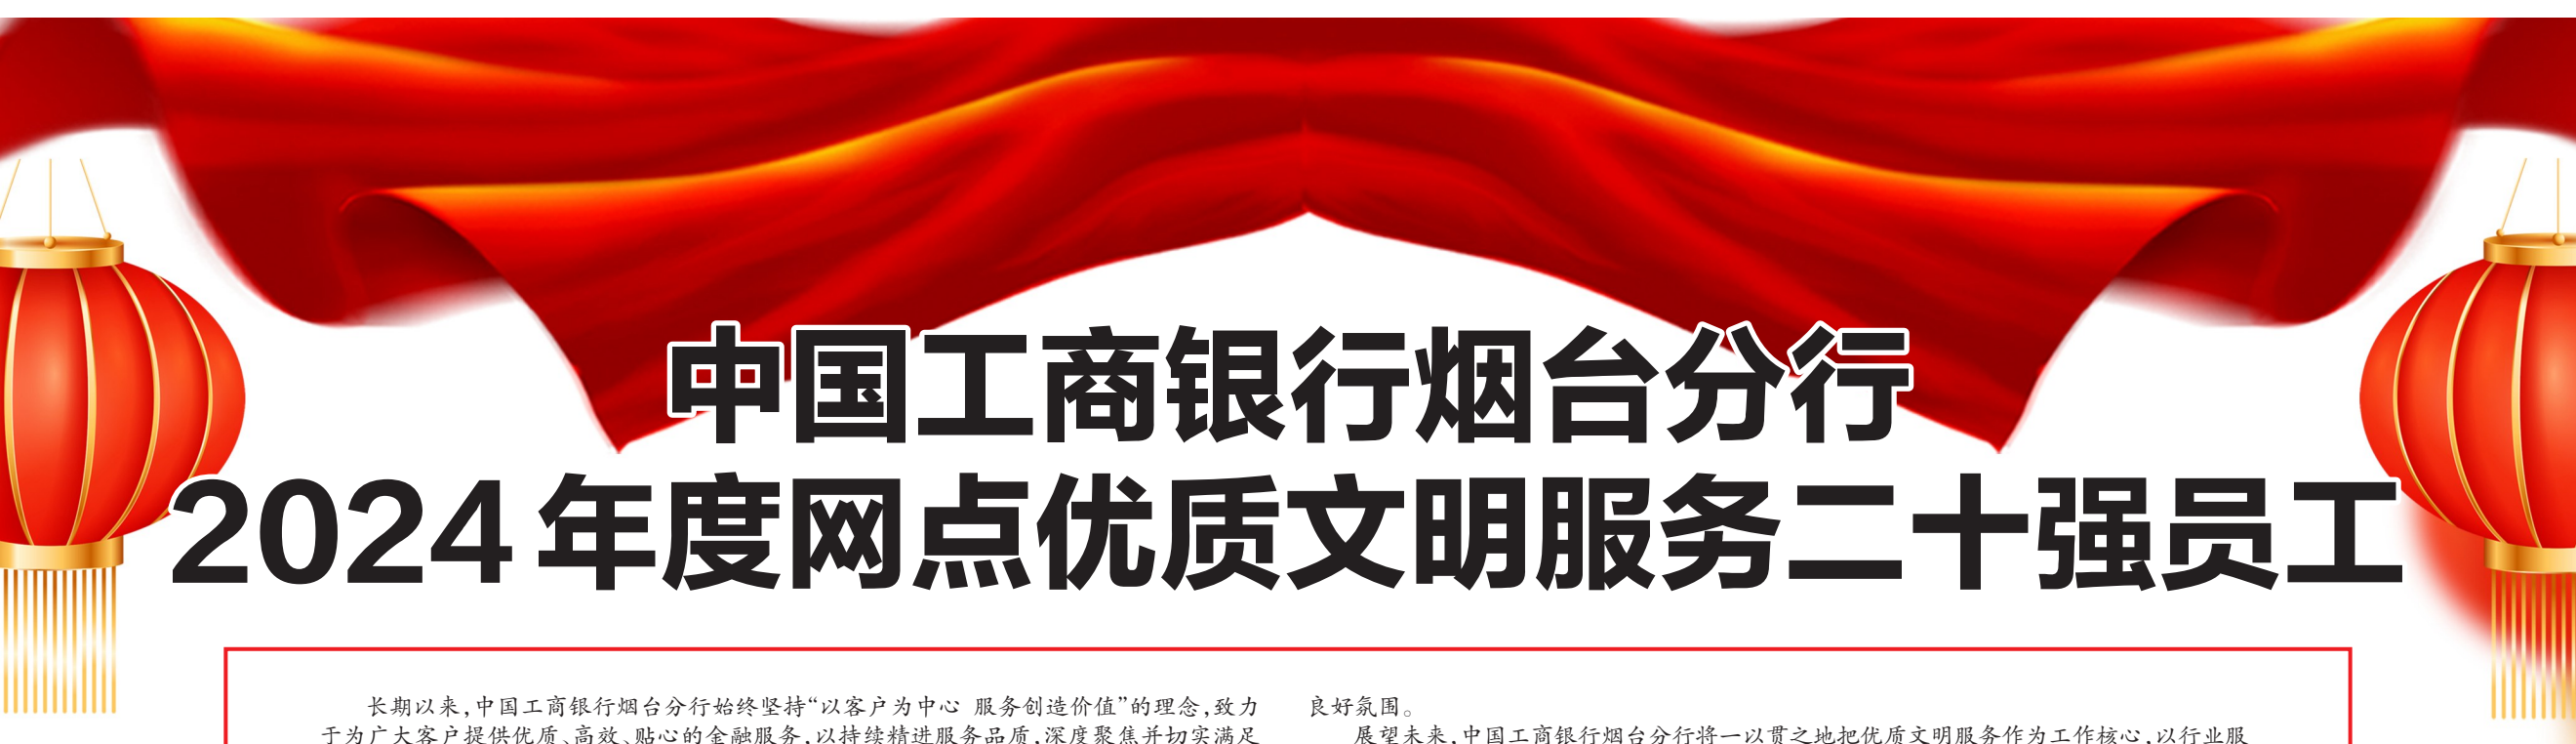 中国工商银行烟台分行
2024年度网点优质文明服务二十强员工
长期以来,中国工商银行烟台分行始终坚持“以客户为中心 服务创造价值”的理念,致力
于为广大客户提供优质、高效、贴心的金融服务,以持续精进服务品质,深度聚焦并切实满足
良好氛围。
展望未来,中国工商银行烟台分行将一以贯之地把优质文明服务作为工作核心,以行业服